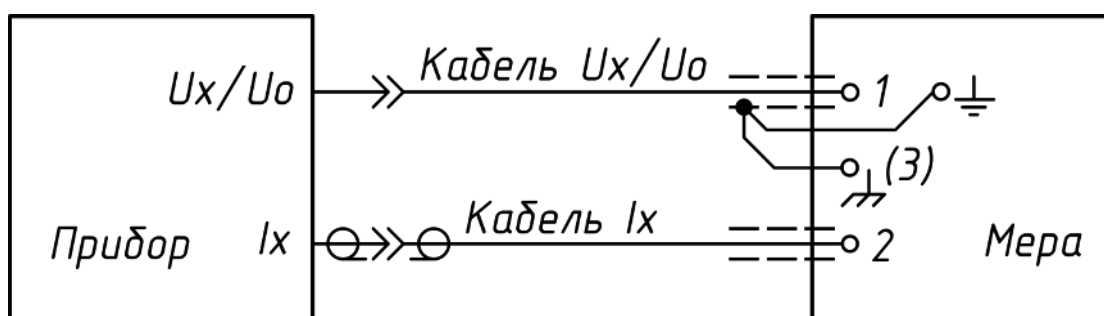 Ux/Uo
Кабель Ux/Uo
1
(3)
Прибор
Ix
Кабель Ix
2
Мера